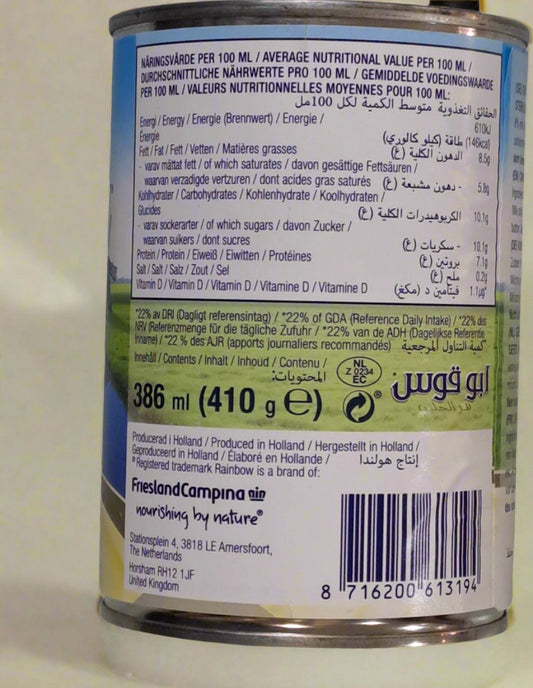 NÄRINGSVÄRDE PER 100 ML / AVERAGE NUTRITIONAL VALUE PER 100 ML /
DURCHSCHNITTLICHE NÄHRWERTE PRO 100 ML / GEMIDDELDE VOEDINGSWAARDE
PER 100 ML / VALEURS NUTRITIONNELLES MOYENNES POUR 100 ML:
الحقائق التغذوية متوسط الكمية لكل 100مل
Energi / Energy / Energie (Brennwert) / Energie / 610kJ
Énergie طاقة (كيلو كالوري) (146kcal)
Fett / Fat / Fett / Vetten / Matières grasses الدهون الكلية (غ) 8.5g
- varav mättat fett / of which saturates / davon gesättige Fettsäuren /
waarvan verzadigde vertzuren / dont acides gras saturés - دهون مشبعة (غ) 5.8g
Kohlhydrater / Carbohydrates / Kohlenhydrate / Koolhydraten /
Glucides الكربوهيدرات الكلية (غ) 10.1g
- varav sockerarter / of which sugars / davon Zucker /
waarvan suikers / dont sucres - سكريات (غ) 10.1g
Protein / Protein / Eiweiß / Eiwitten / Protéines بروتين (غ) 7.1g
Salt / Salt / Salz / Zout / Sel ملح (غ) 0.2g
Vitamin D / Vitamin D / Vitamin D / Vitamine D / Vitamine D فيتامين د (مكغ) 1.1µg*
*22% av DRI (Dagligt referensintag) / *22% of GDA (Reference Daily Intake) / *22% des
NRV (Referenzmenge für die tägliche Zufuhr / *22% van de ADH (Dagelijkse Referentie
Inname) / *22 % des AJR (apports journaliers recommandés) *كمية التناول المرجعية
Innehåll / Contents / Inhalt / Inhoud / Contenu /
المحتويات:
NL
Z 0234
EC
386 ml (410 g ℮) ®
ابو قوس
هو الحليب
Producerad i Holland / Produced in Holland / Hergestellt in Holland /
Geproduceerd in Holland / Élaboré en Hollande / إنتاج هولندا
®Registered trademark Rainbow is a brand of:
FrieslandCampina
nourishing by nature®
Stationsplein 4, 3818 LE Amersfoort,
The Netherlands
Horsham RH12 1JF
United Kingdom
8 716200 613194